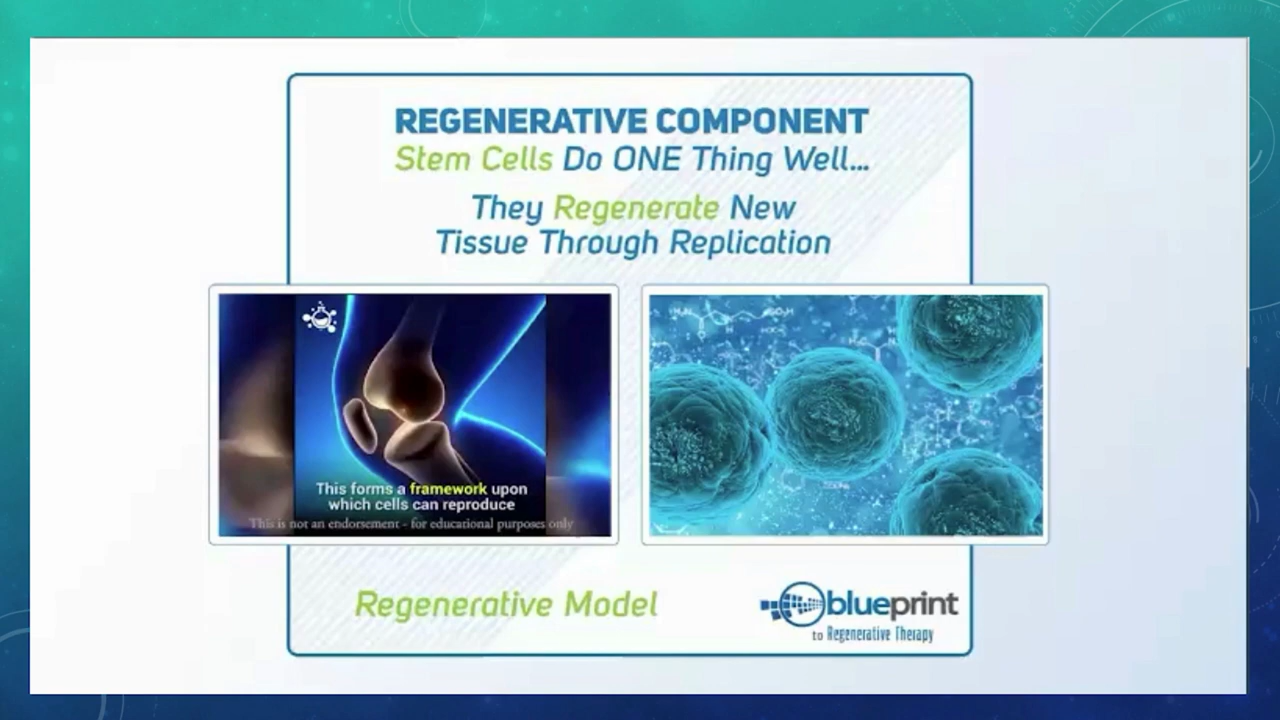 REGENERATIVE COMPONENT
Stem Cells Do ONE Thing Well...
They Regenerate New
Tissue Through Replication
This forms a framework upon
which cells can reproduce
This is not an endorsement - for educational purposes only
Regenerative Model
blueprint
to Regenerative Therapy